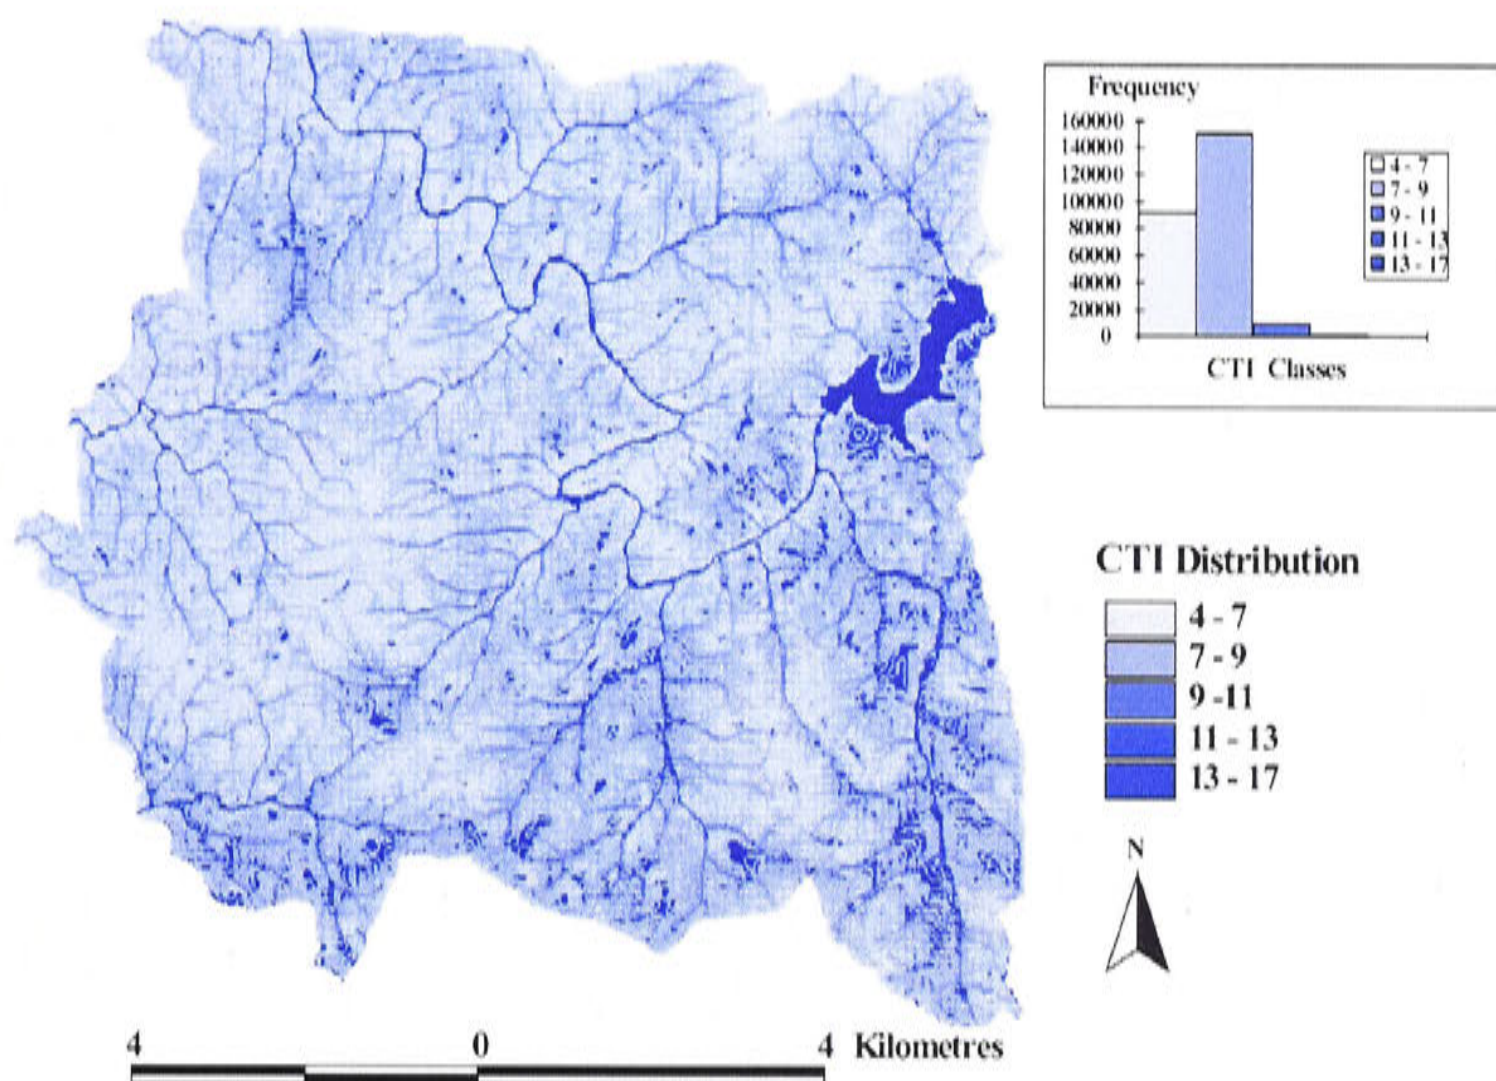 Frequency
160000
140000
120000
100000
80000
60000
40000
20000
0
4 - 7
7 - 9
9 - 11
11 - 13
13 - 17
CTI Classes
CTI Distribution
4 - 7
7 - 9
9 -11
11 - 13
13 - 17
N
4 0 4 Kilometres